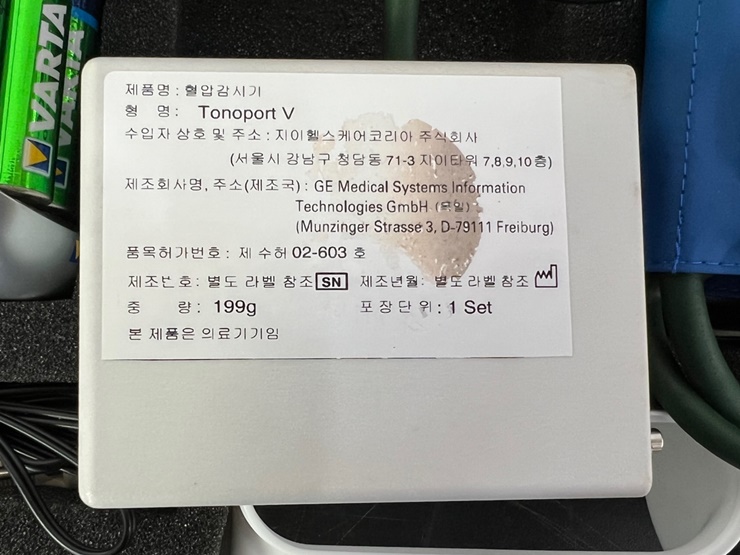 VARTA
VARTA
제품명 : 혈압감시기
형 명 : Tonoport V
수입자 상호 및 주소 : 지이헬스케어코리아 주식회사
(서울시 강남구 청담동 71-3 지이타워 7,8,9,10층)
제조회사명, 주소(제조국) : GE Medical Systems Information
Technologies GmbH (독일)
(Munzinger Strasse 3, D-79111 Freiburg)
품목허가번호 : 제 수허 02-603 호
제조번호: 별도 라벨 참조 SN 제조년월: 별도 라벨 참조
중 량 : 199g 포 장 단 위 : 1 Set
본 제품은 의료기기임